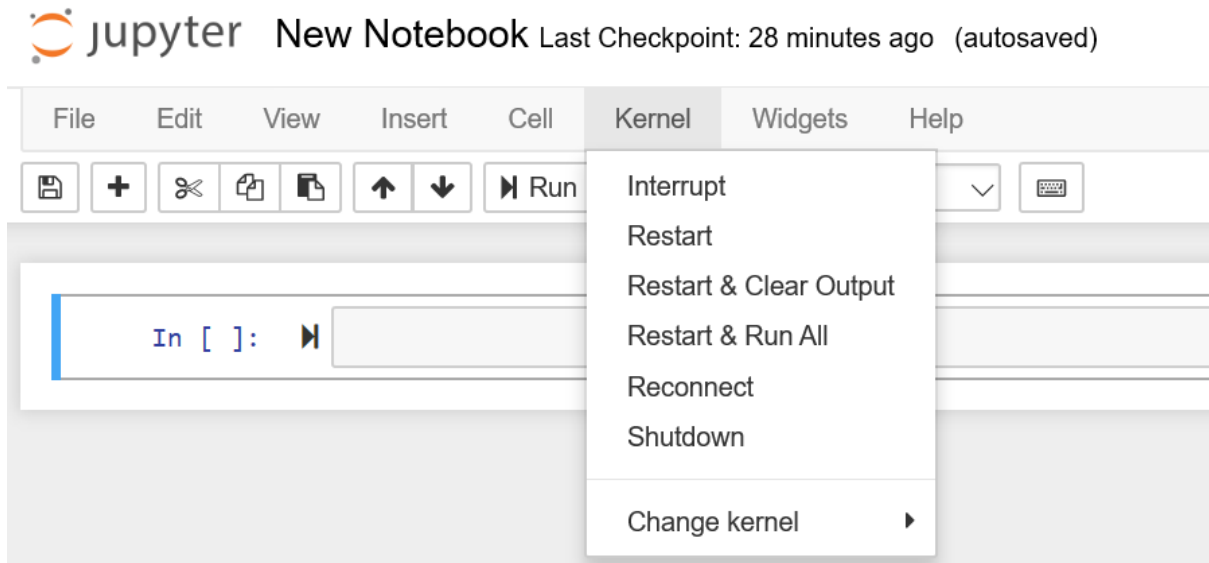 jupyter New Notebook Last Checkpoint: 28 minutes ago (autosaved)
File Edit View Insert Cell Kernel Widgets Help
Run
Interrupt
Restart
Restart & Clear Output
Restart & Run All
Reconnect
Shutdown
Change kernel
In [ ]: